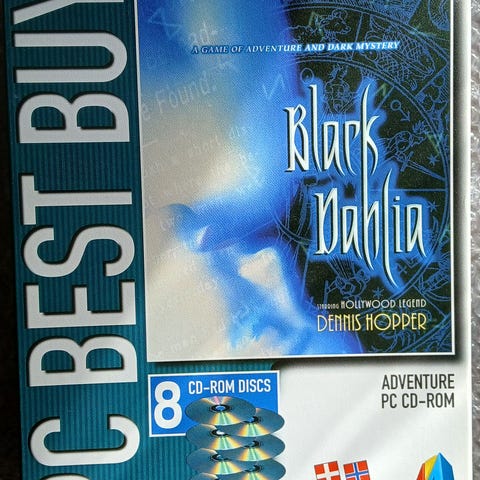 PC BEST BUY
A GAME OF ADVENTURE AND DARK MYSTERY
Black
Dahlia
STARRING HOLLYWOOD LEGEND
DENNIS HOPPER
8 CD-ROM DISCS
ADVENTURE
PC CD-ROM